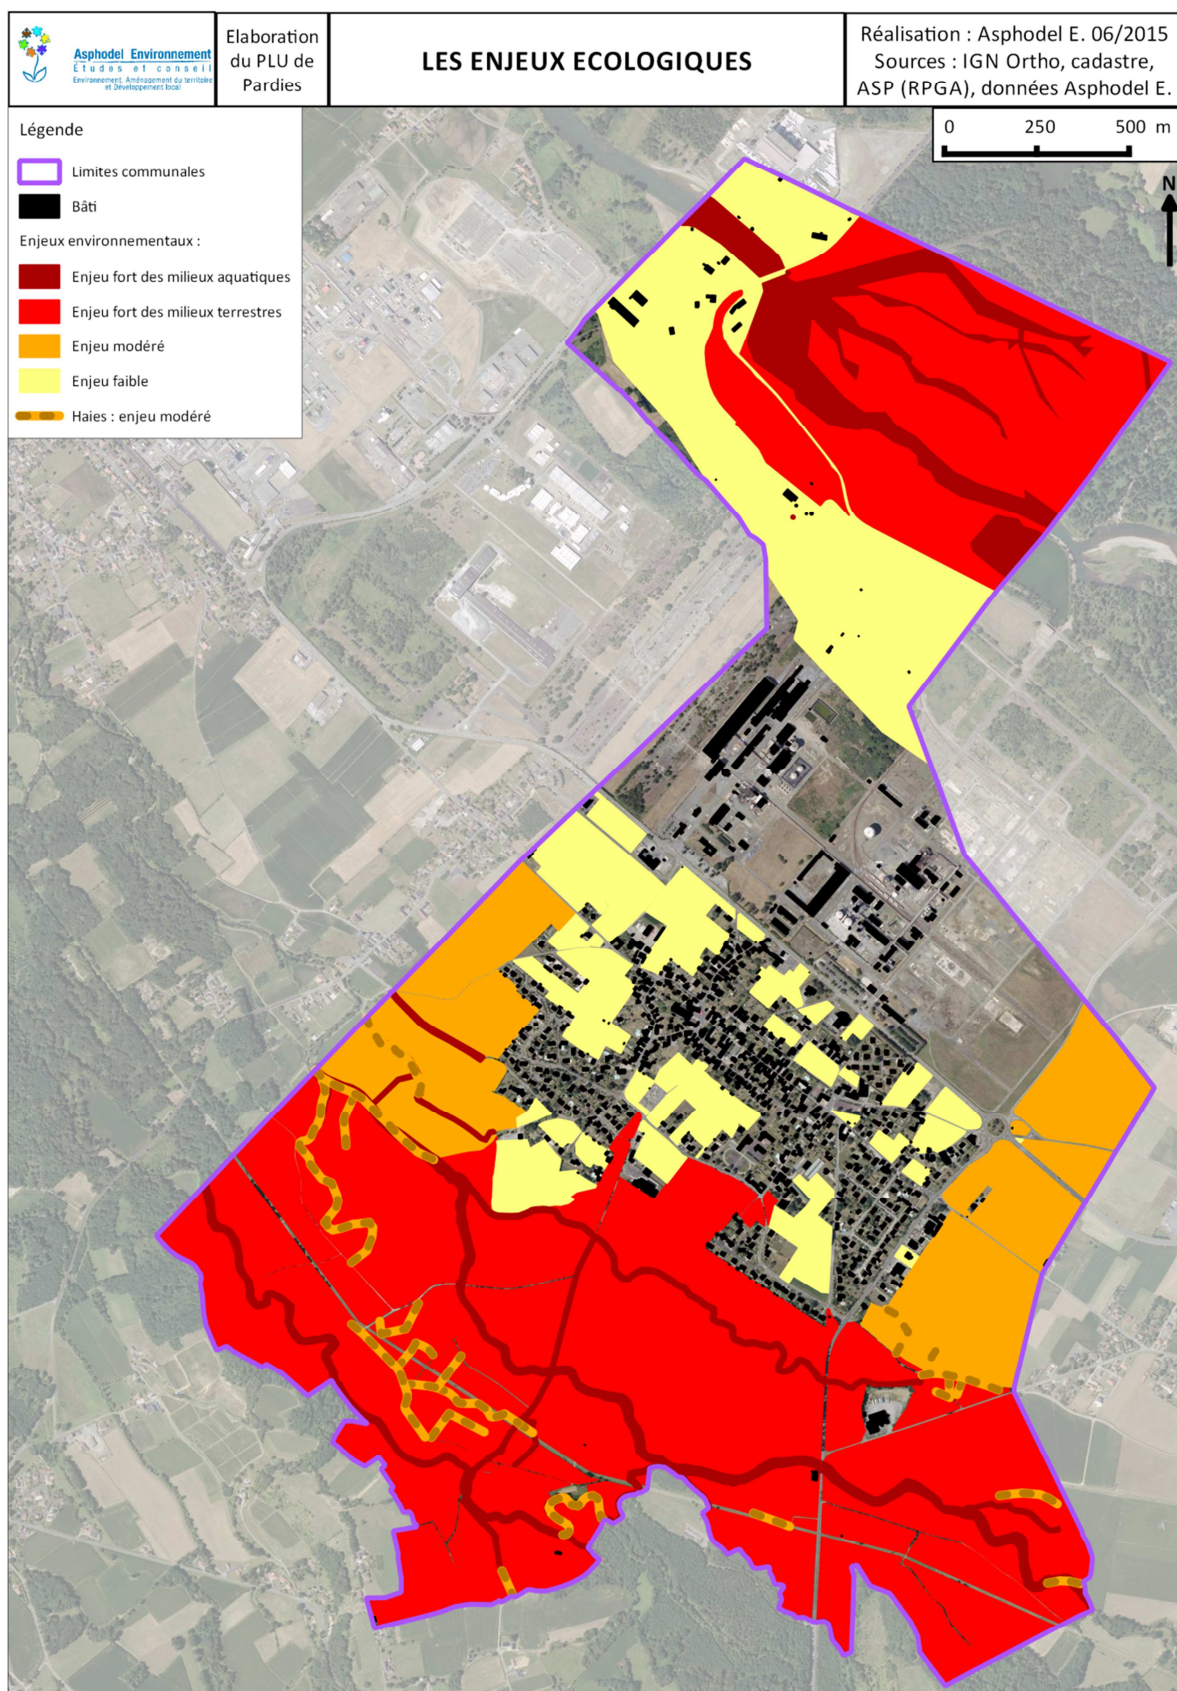 Asphodel Environnement
Études et conseil
Environnement, Aménagement du territoire
et Développement local
Elaboration
du PLU de
Pardies
LES ENJEUX ECOLOGIQUES
Réalisation : Asphodel E. 06/2015
Sources : IGN Ortho, cadastre,
ASP (RPGA), données Asphodel E.
0 250 500 m
N
Légende
Limites communales
Bâti
Enjeux environnementaux :
Enjeu fort des milieux aquatiques
Enjeu fort des milieux terrestres
Enjeu modéré
Enjeu faible
Haies : enjeu modéré